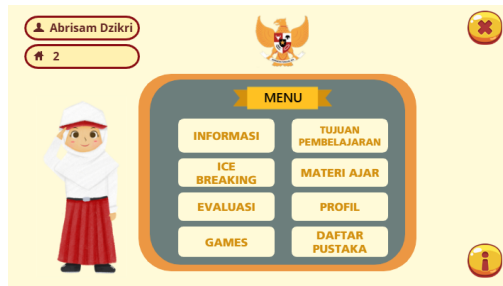 Abrisam Dzikri
2
MENU
INFORMASI
TUJUAN
PEMBELAJARAN
ICE
BREAKING
MATERI AJAR
EVALUASI
PROFIL
GAMES
DAFTAR
PUSTAKA